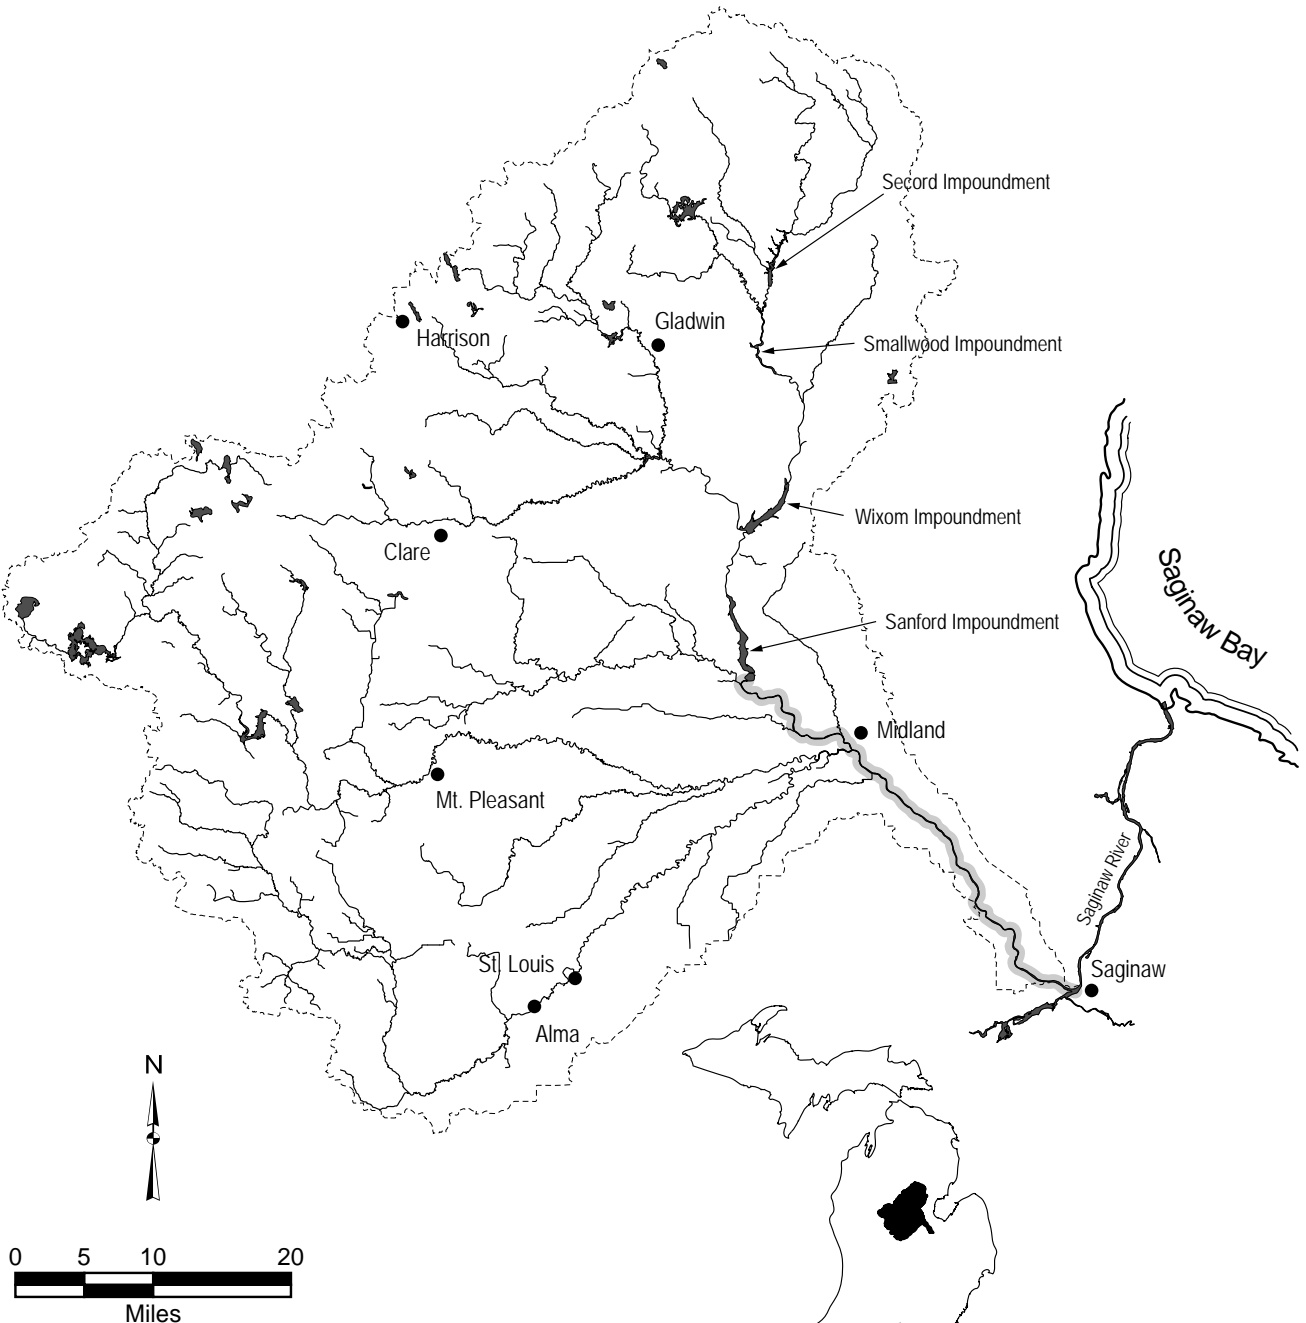 Secord Impoundment
Gladwin
Harrison
Smallwood Impoundment
Wixom Impoundment
Clare
Saginaw Bay
Sanford Impoundment
Midland
Mt. Pleasant
Saginaw River
St. Louis
Saginaw
Alma
N
0 5 10 20
Miles